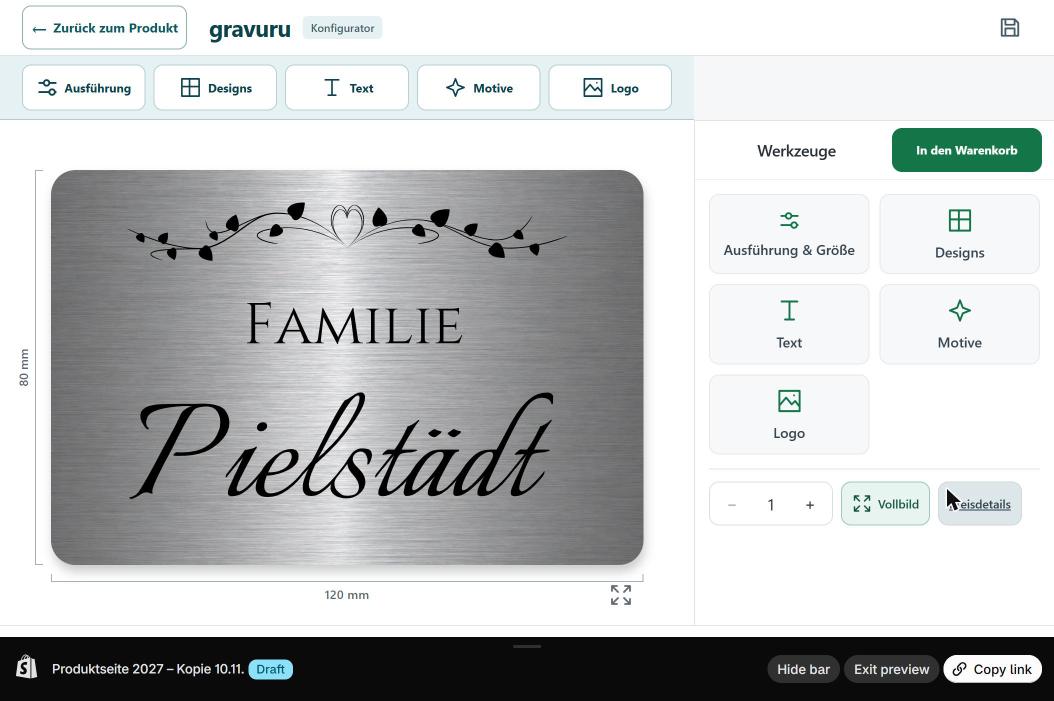 ← Zurück zum Produkt
gravuru
Konfigurator
Ausführung
Designs
Text
Motive
Logo
Werkzeuge
In den Warenkorb
80 mm
FAMILIE
Pielstädt
120 mm
Ausführung & Größe
Designs
Text
Motive
Logo
− 1 +
Vollbild
Produktseite 2027 – Kopie 10.11.
Draft
Hide bar
Exit preview
Copy link